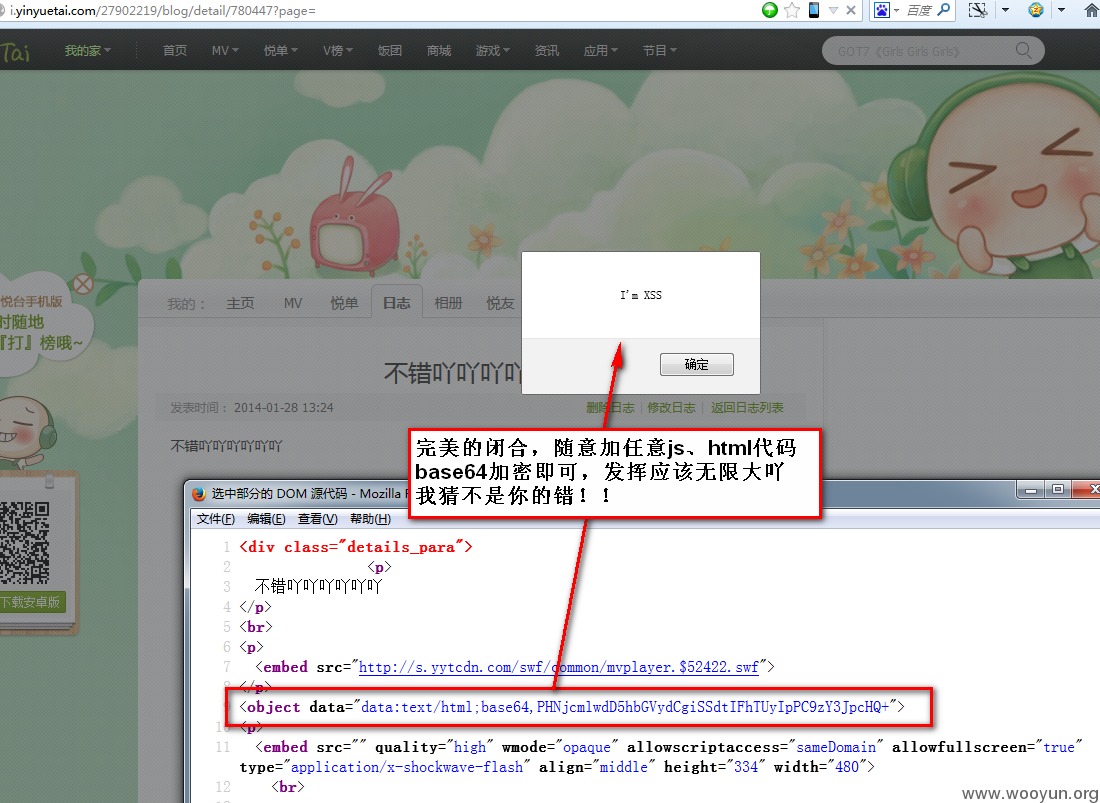 i.yinyuetai.com/27902219/blog/detail/780447?page=
百度
Tai
我的家
首页
MV
悦单
V榜
饭团
商城
游戏
资讯
应用
节目
GOT7 《Girls Girls Girls》
悦台手机版
时随地
『打』榜哦~
我的：
主页
MV
悦单
日志
相册
悦友
I'm XSS
确定
不错吖吖吖吖
发表时间： 2014-01-28 13:24
删除日志 | 修改日志 | 返回日志列表
不错吖吖吖吖吖吖吖
完美的闭合，随意加任意js、html代码
base64加密即可，发挥应该无限大吖
我猜不是你的错！！
选中部分的 DOM 源代码 - Mozilla F
文件(F) 编辑(E) 查看(V) 帮助(H)
1 <div class="details_para">
2 <p>
3 不错吖吖吖吖吖吖吖
4 </p>
5 <br>
6 <p>
7 <embed src="http://s.yytcdn.com/swf/common/mvplayer.$52422.swf">
8 </p>
9 <object data="data:text/html;base64,PHNjcmlwdD5hbGVydCgiSSdtIFhTUyIpPC9zY3JpcHQ+">
10 <p>
11 <embed src="" quality="high" wmode="opaque" allowscriptaccess="sameDomain" allowfullscreen="true"
type="application/x-shockwave-flash" align="middle" height="334" width="480">
12 <br>
下载安卓版
www.wooyun.org